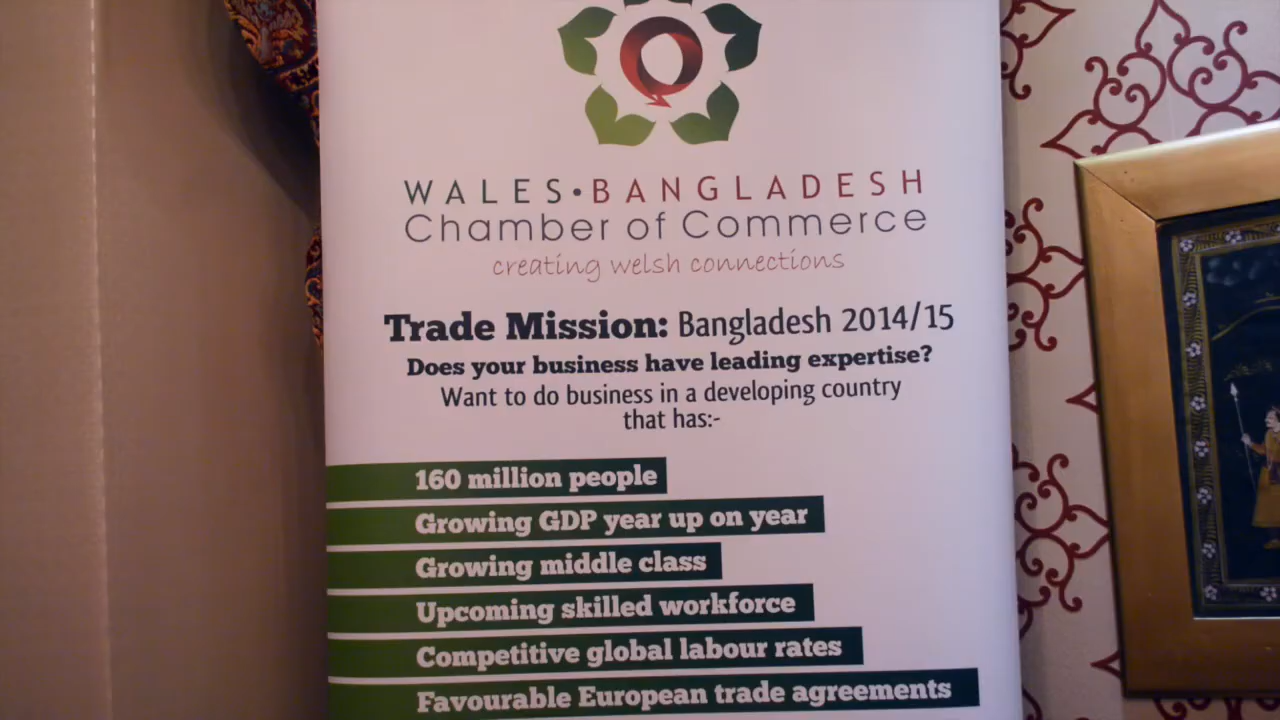 WALES•BANGLADESH
Chamber of Commerce
creating welsh connections
Trade Mission: Bangladesh 2014/15
Does your business have leading expertise?
Want to do business in a developing country
that has:-
160 million people
Growing GDP year up on year
Growing middle class
Upcoming skilled workforce
Competitive global labour rates
Favourable European trade agreements